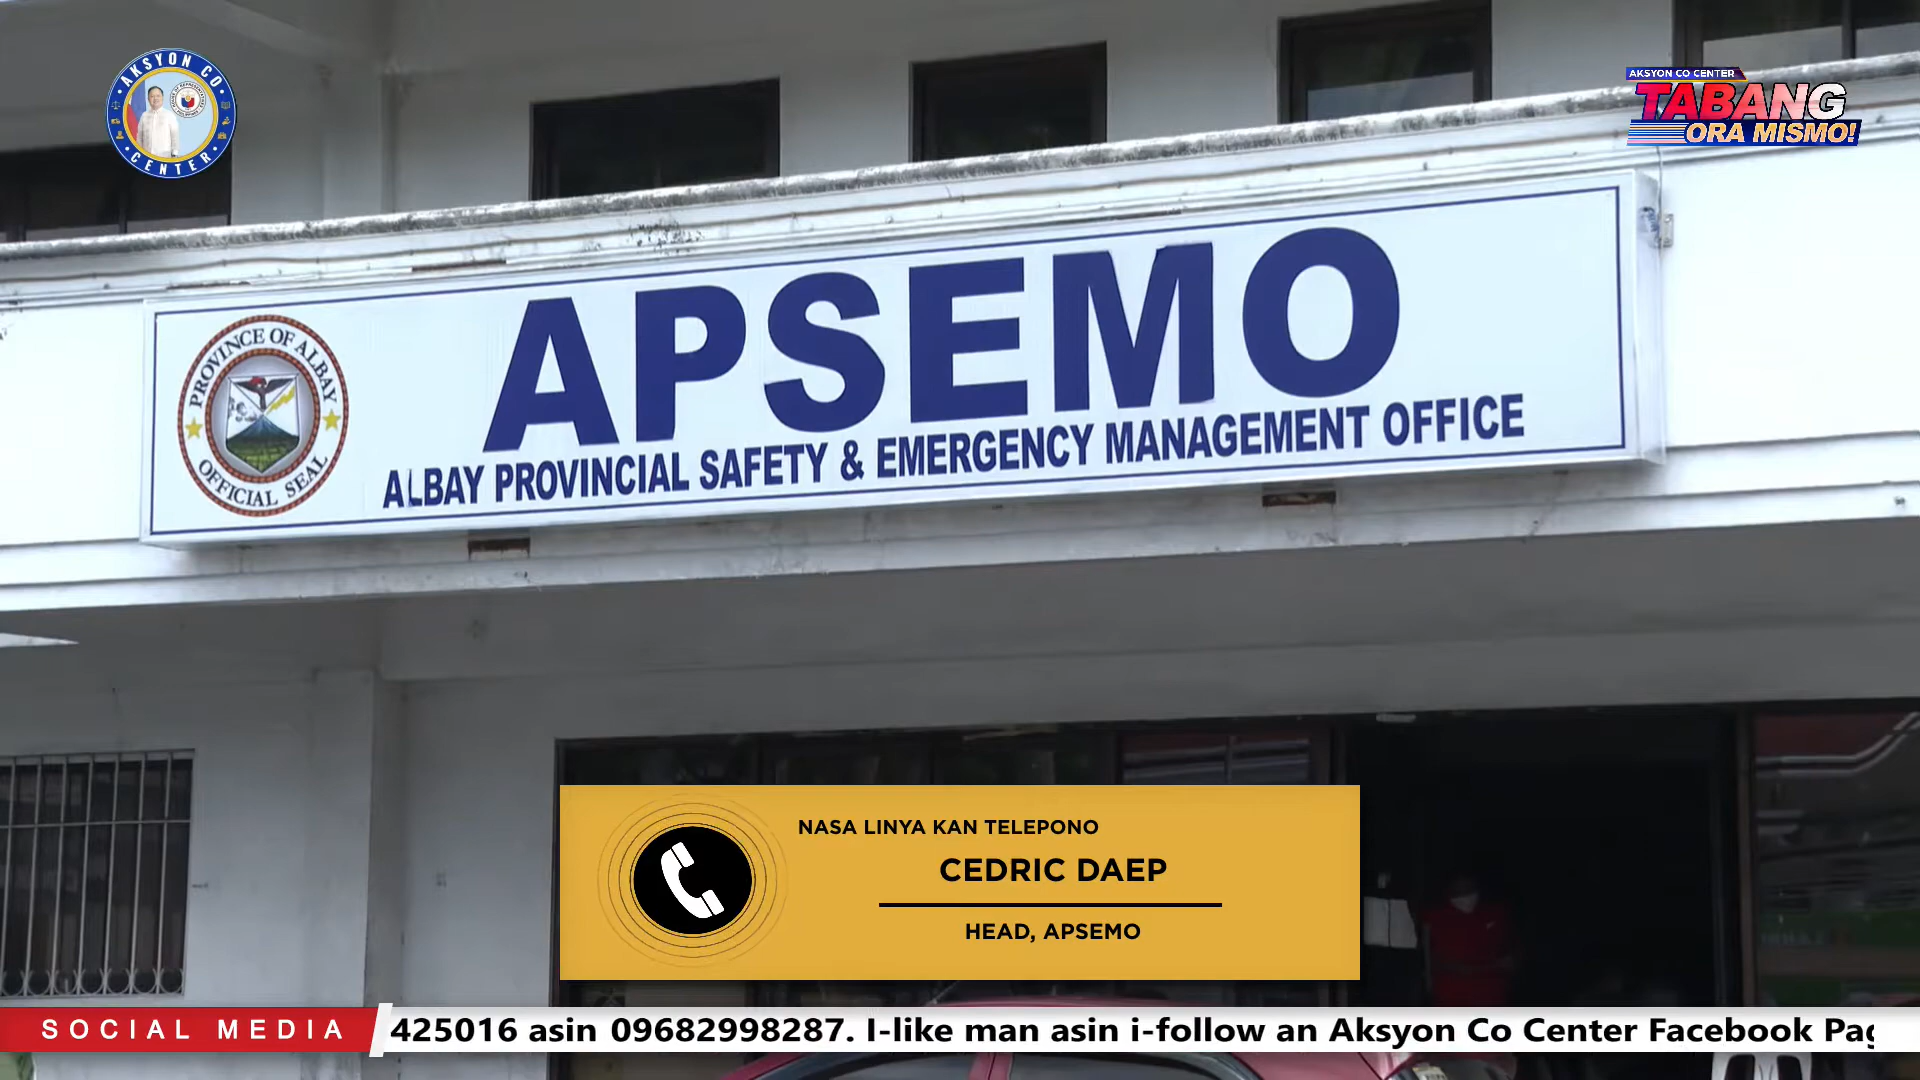 AKSYON CO
CENTER
AKSYON CO CENTER
TABANG
ORA MISMO!
PROVINCE OF ALBAY
OFFICIAL SEAL
APSEMO
ALBAY PROVINCIAL SAFETY & EMERGENCY MANAGEMENT OFFICE
NASA LINYA KAN TELEPONO
CEDRIC DAEP
HEAD, APSEMO
SOCIAL MEDIA
425016 asin 09682998287. I-like man asin i-follow an Aksyon Co Center Facebook Pag